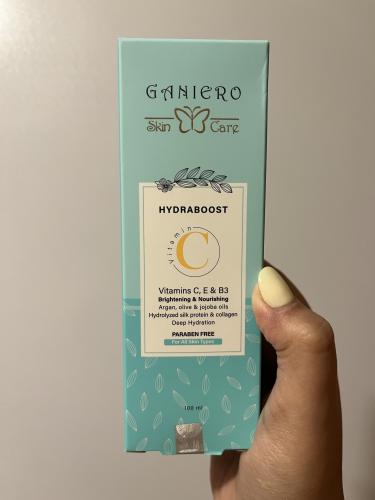 GANIERO
Skin Care
HYDRABOOST
Vitamin
C
Vitamins C, E & B3
Brightening & Nourishing
Argan, olive & jojoba oils
Hydrolyzed silk protein & collagen
Deep Hydration
PARABEN FREE
For All Skin Types
100 ml